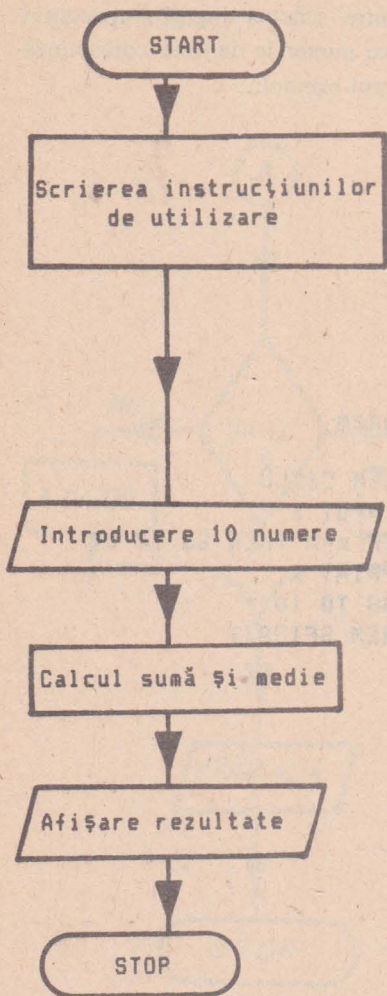 START
Scrierea instrucţiunilor
de utilizare
Introducere 10 numere
Calcul sumă şi medie
Afişare rezultate
STOP